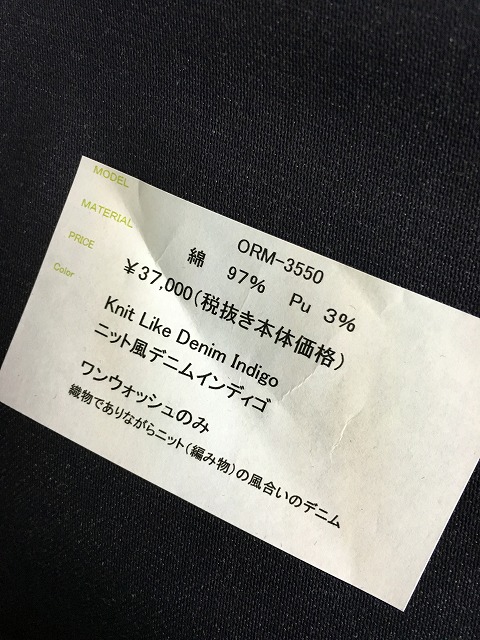 MODEL ORM-3550
MATERIAL 綿 97% Pu 3%
PRICE ¥37,000(税抜き本体価格)
Color Knit Like Denim Indigo
ニット風デニムインディゴ
ワンウォッシュのみ
織物でありながらニット(編み物)の風合いのデニム